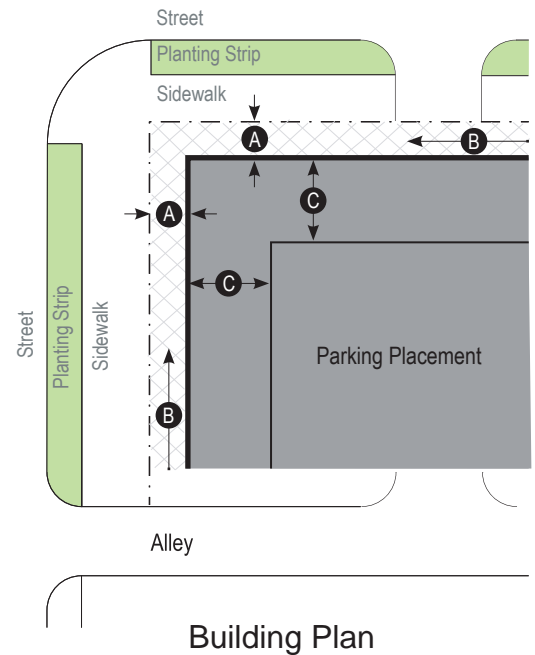 Street
Planting Strip
Sidewalk
A
B
A
C
C
Street
Planting Strip
Sidewalk
Parking Placement
B
Alley
Building Plan